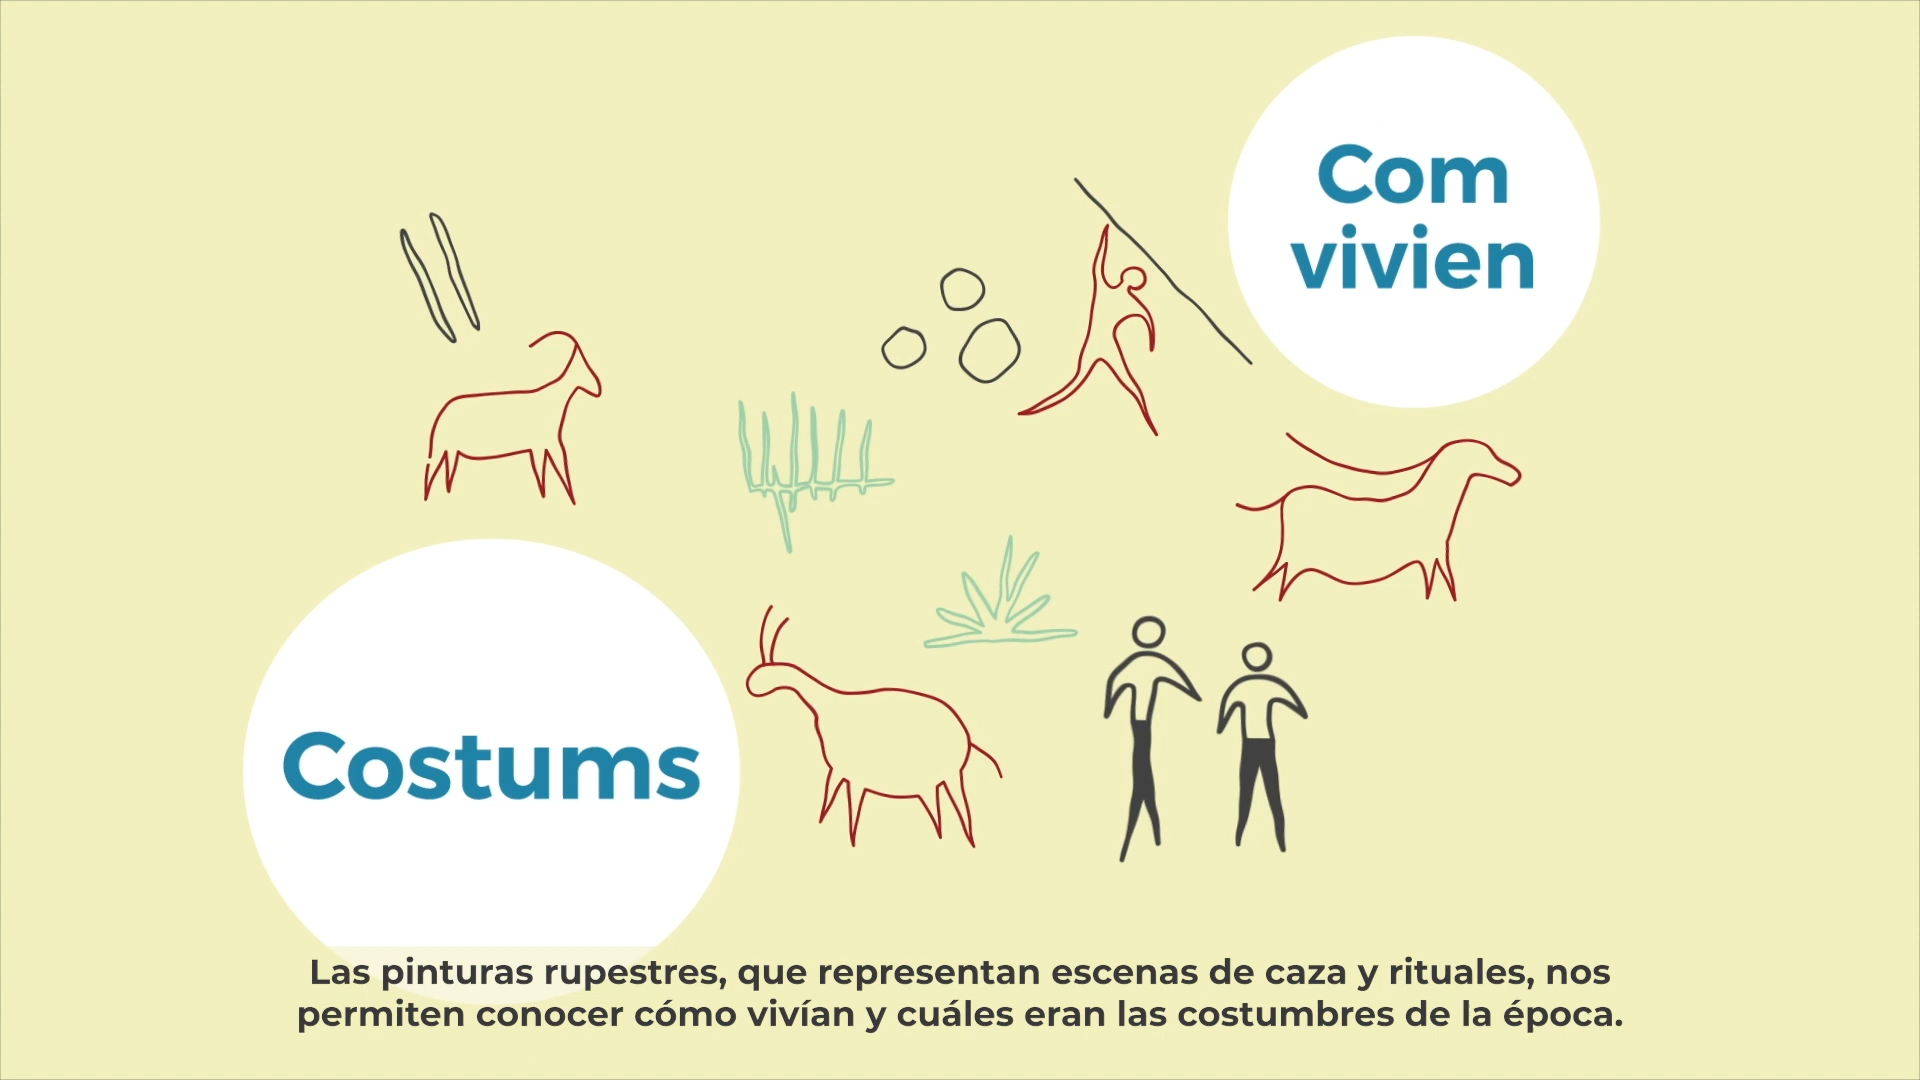 Com
vivien
Costums
Las pinturas rupestres, que representan escenas de caza y rituales, nos
permiten conocer cómo vivían y cuáles eran las costumbres de la época.